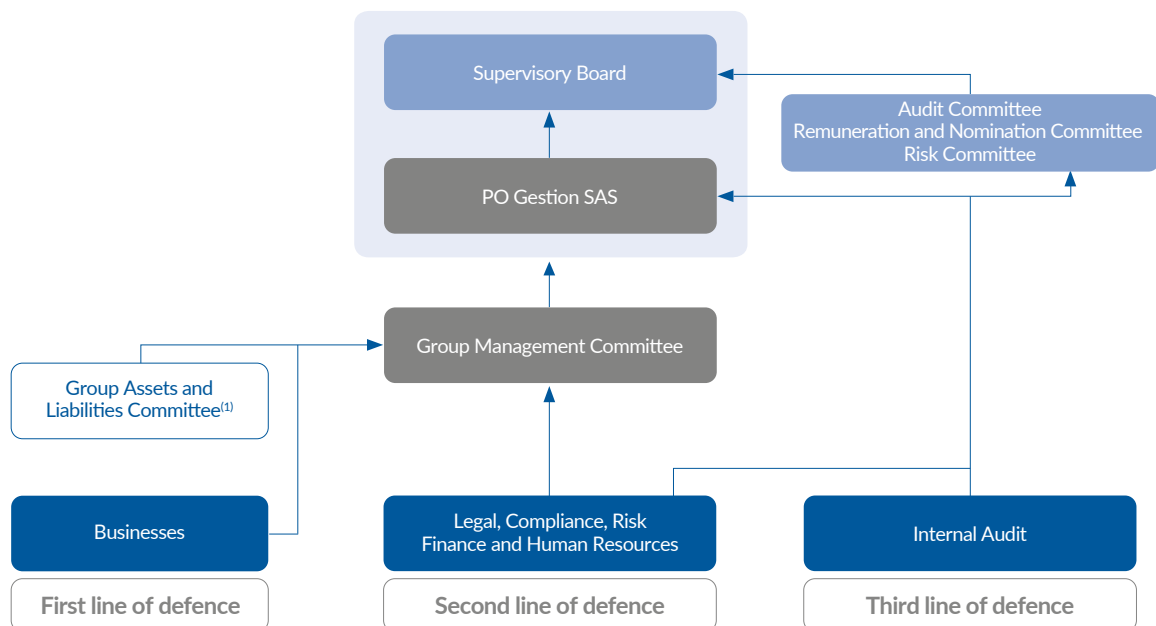 Supervisory Board
Audit Committee
Remuneration and Nomination Committee
Risk Committee
PO Gestion SAS
Group Management Committee
Group Assets and
Liabilities Committee(1)
Businesses
Legal, Compliance, Risk
Finance and Human Resources
Internal Audit
First line of defence
Second line of defence
Third line of defence